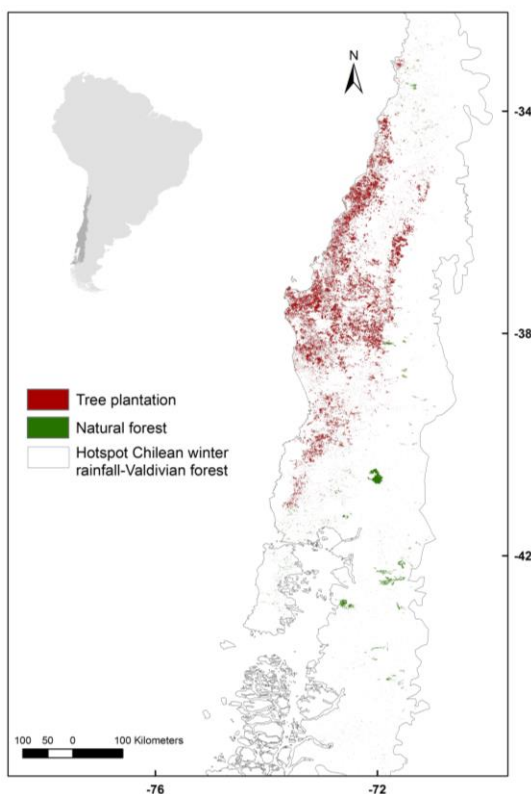 N
-34
-38
Tree plantation
Natural forest
Hotspot Chilean winter
rainfall-Valdivian forest
-42
100 50 0 100 Kilometers
-76 -72